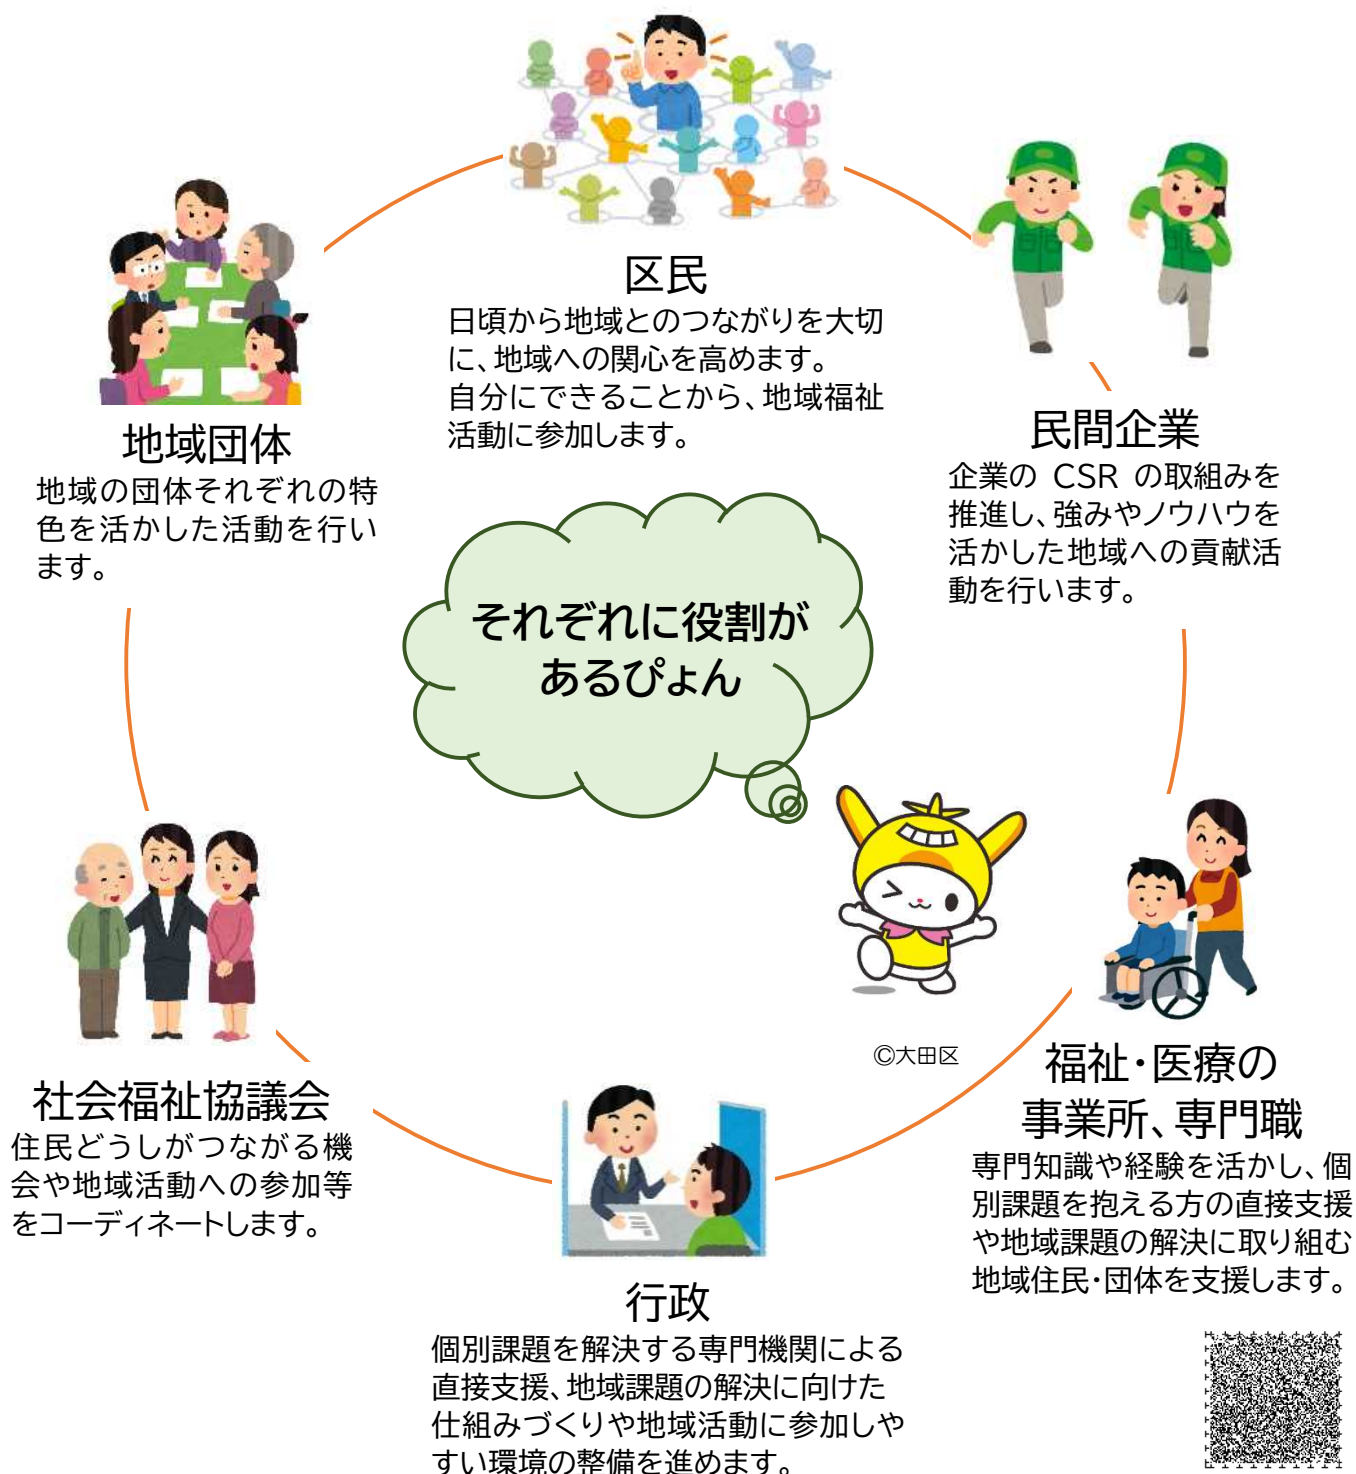 区民
日頃から地域とのつながりを大切
に、地域への関心を高めます。
自分にできることから、地域福祉
活動に参加します。
民間企業
企業の CSR の取組みを
推進し、強みやノウハウを
活かした地域への貢献活
動を行います。
地域団体
地域の団体それぞれの特
色を活かした活動を行い
ます。
それぞれに役割が
あるぴょん
©大田区
福祉・医療の
事業所、専門職
専門知識や経験を活かし、個
別課題を抱える方の直接支援
や地域課題の解決に取り組む
地域住民・団体を支援します。
社会福祉協議会
住民どうしがつながる機
会や地域活動への参加等
をコーディネートします。
行政
個別課題を解決する専門機関による
直接支援、地域課題の解決に向けた
仕組みづくりや地域活動に参加しや
すい環境の整備を進めます。